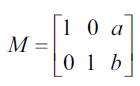 M = [1 0 a
0 1 b]